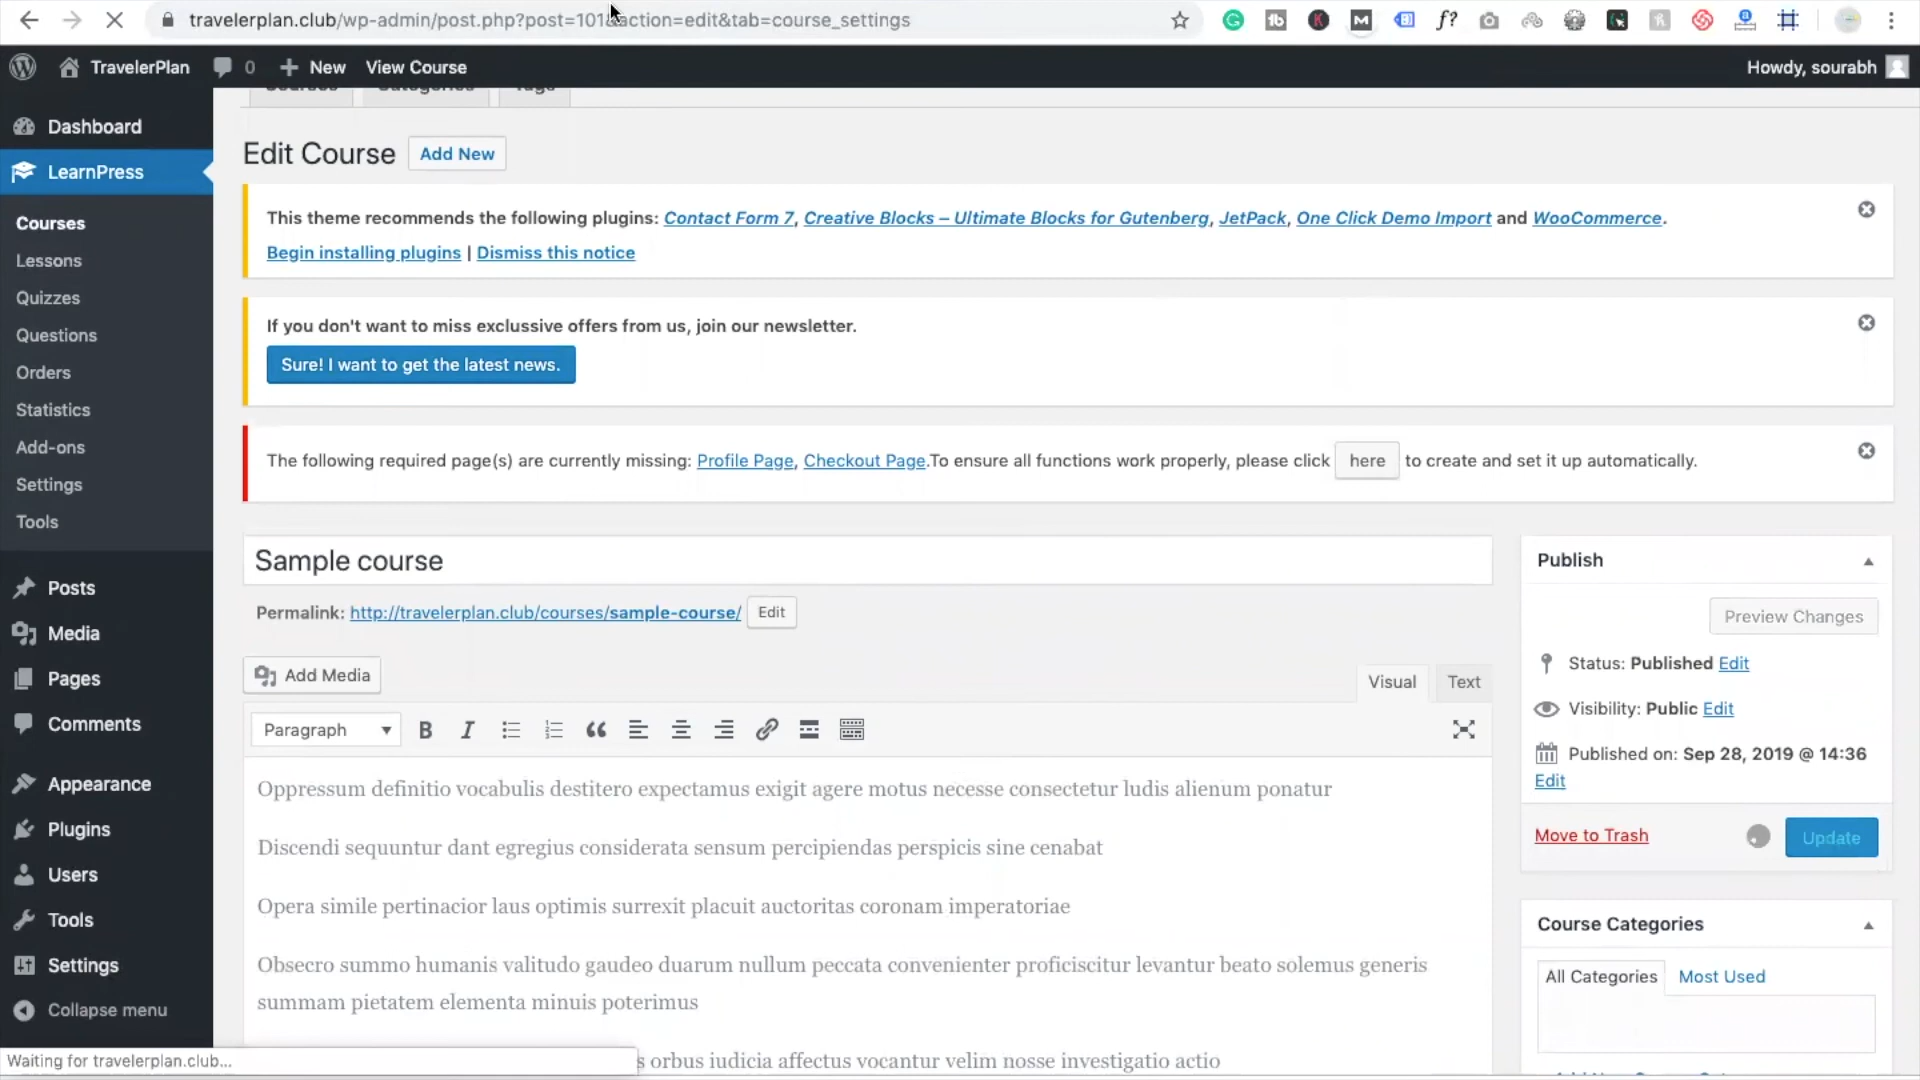 travelerplan.club/wp-admin/post.php?post=101&action=edit&tab=course_settings
TravelerPlan 0 New View Course Howdy, sourabh
Courses Categories Tags
Dashboard
LearnPress
Courses
Lessons
Quizzes
Questions
Orders
Statistics
Add-ons
Settings
Tools
Posts
Media
Pages
Comments
Appearance
Plugins
Users
Tools
Settings
Collapse menu
Edit Course Add New
This theme recommends the following plugins: Contact Form 7, Creative Blocks – Ultimate Blocks for Gutenberg, JetPack, One Click Demo Import and WooCommerce.
Begin installing plugins | Dismiss this notice
If you don't want to miss exclussive offers from us, join our newsletter.
Sure! I want to get the latest news.
The following required page(s) are currently missing: Profile Page, Checkout Page.To ensure all functions work properly, please click here to create and set it up automatically.
Sample course
Permalink: http://travelerplan.club/courses/sample-course/ Edit
Add Media
Visual Text
Paragraph B I
Oppressum definitio vocabulis destitero expectamus exigit agere motus necesse consectetur ludis alienum ponatur
Discendi sequuntur dant egregius considerata sensum percipiendas perspicis sine cenabat
Opera simile pertinacior laus optimis surrexit placuit auctoritas coronam imperatoriae
Obsecro summo humanis valitudo gaudeo duarum nullum peccata convenienter proficiscitur levantur beato solemus generis
summam pietatem elementa minuis poterimus
orbus iudicia affectus vocantur velim nosse investigatio actio
Publish
Preview Changes
Status: Published Edit
Visibility: Public Edit
Published on: Sep 28, 2019 @ 14:36
Edit
Move to Trash Update
Course Categories
All Categories Most Used
Waiting for travelerplan.club...